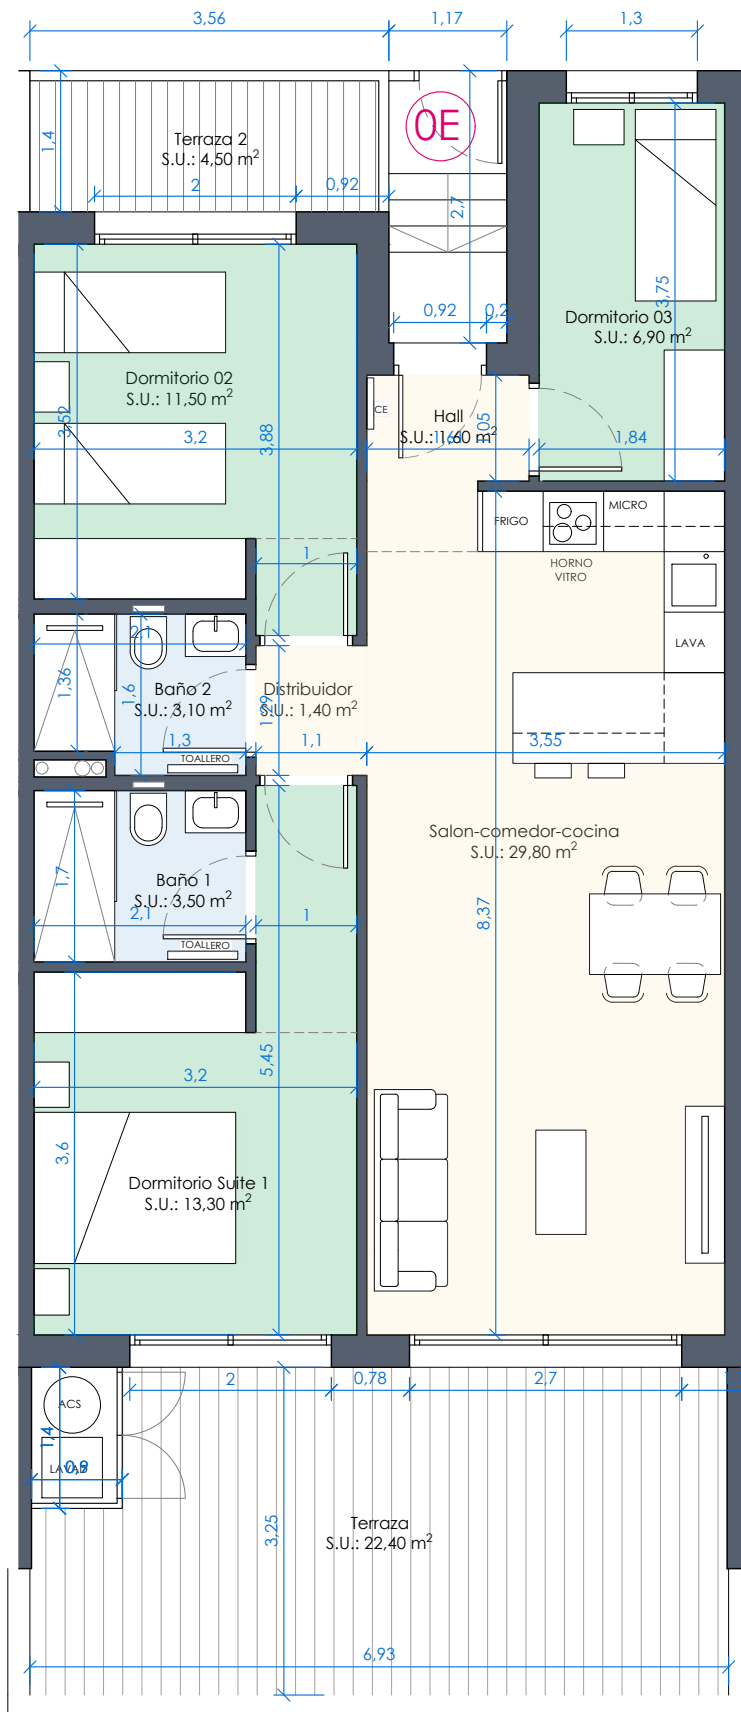 3,56
1,17
1,3
1,4
Terraza 2
S.U.: 4,50 m²
0E
2
0,92
2,7
3,75
0,92
0,2
Dormitorio 03
S.U.: 6,90 m²
Dormitorio 02
S.U.: 11,50 m²
3,52
3,2
3,88
CE
Hall
S.U.: 1,60 m²
1,05
1,84
FRIGO
MICRO
HORNO
VITRO
1
LAVA
2,1
1,36
1,6
Baño 2
S.U.: 3,10 m²
Distribuidor
S.U.: 1,40 m²
1,3
1,1
3,55
TOALLERO
Salon-comedor-cocina
S.U.: 29,80 m²
1,7
Baño 1
S.U.: 3,50 m²
2,1
1
8,37
TOALLERO
5,45
3,2
3,6
Dormitorio Suite 1
S.U.: 13,30 m²
2
0,78
2,7
ACS
1,4
3,25
Terraza
S.U.: 22,40 m²
6,93